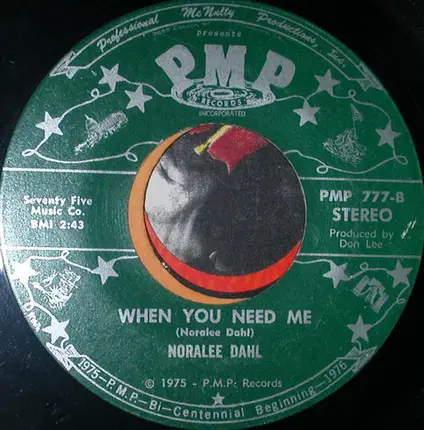 Professional McNulty Productions, Inc.
presents
PMP
RECORDS
INCORPORATED
Seventy Five
Music Co.
BMI 2:43
PMP 777-B
STEREO
Produced by
Don Lee
WHEN YOU NEED ME
(Noralee Dahl)
NORALEE DAHL
© 1975 - P.M.P. Records
1975-P.M.P.-Bi-Centennial Beginning-1976